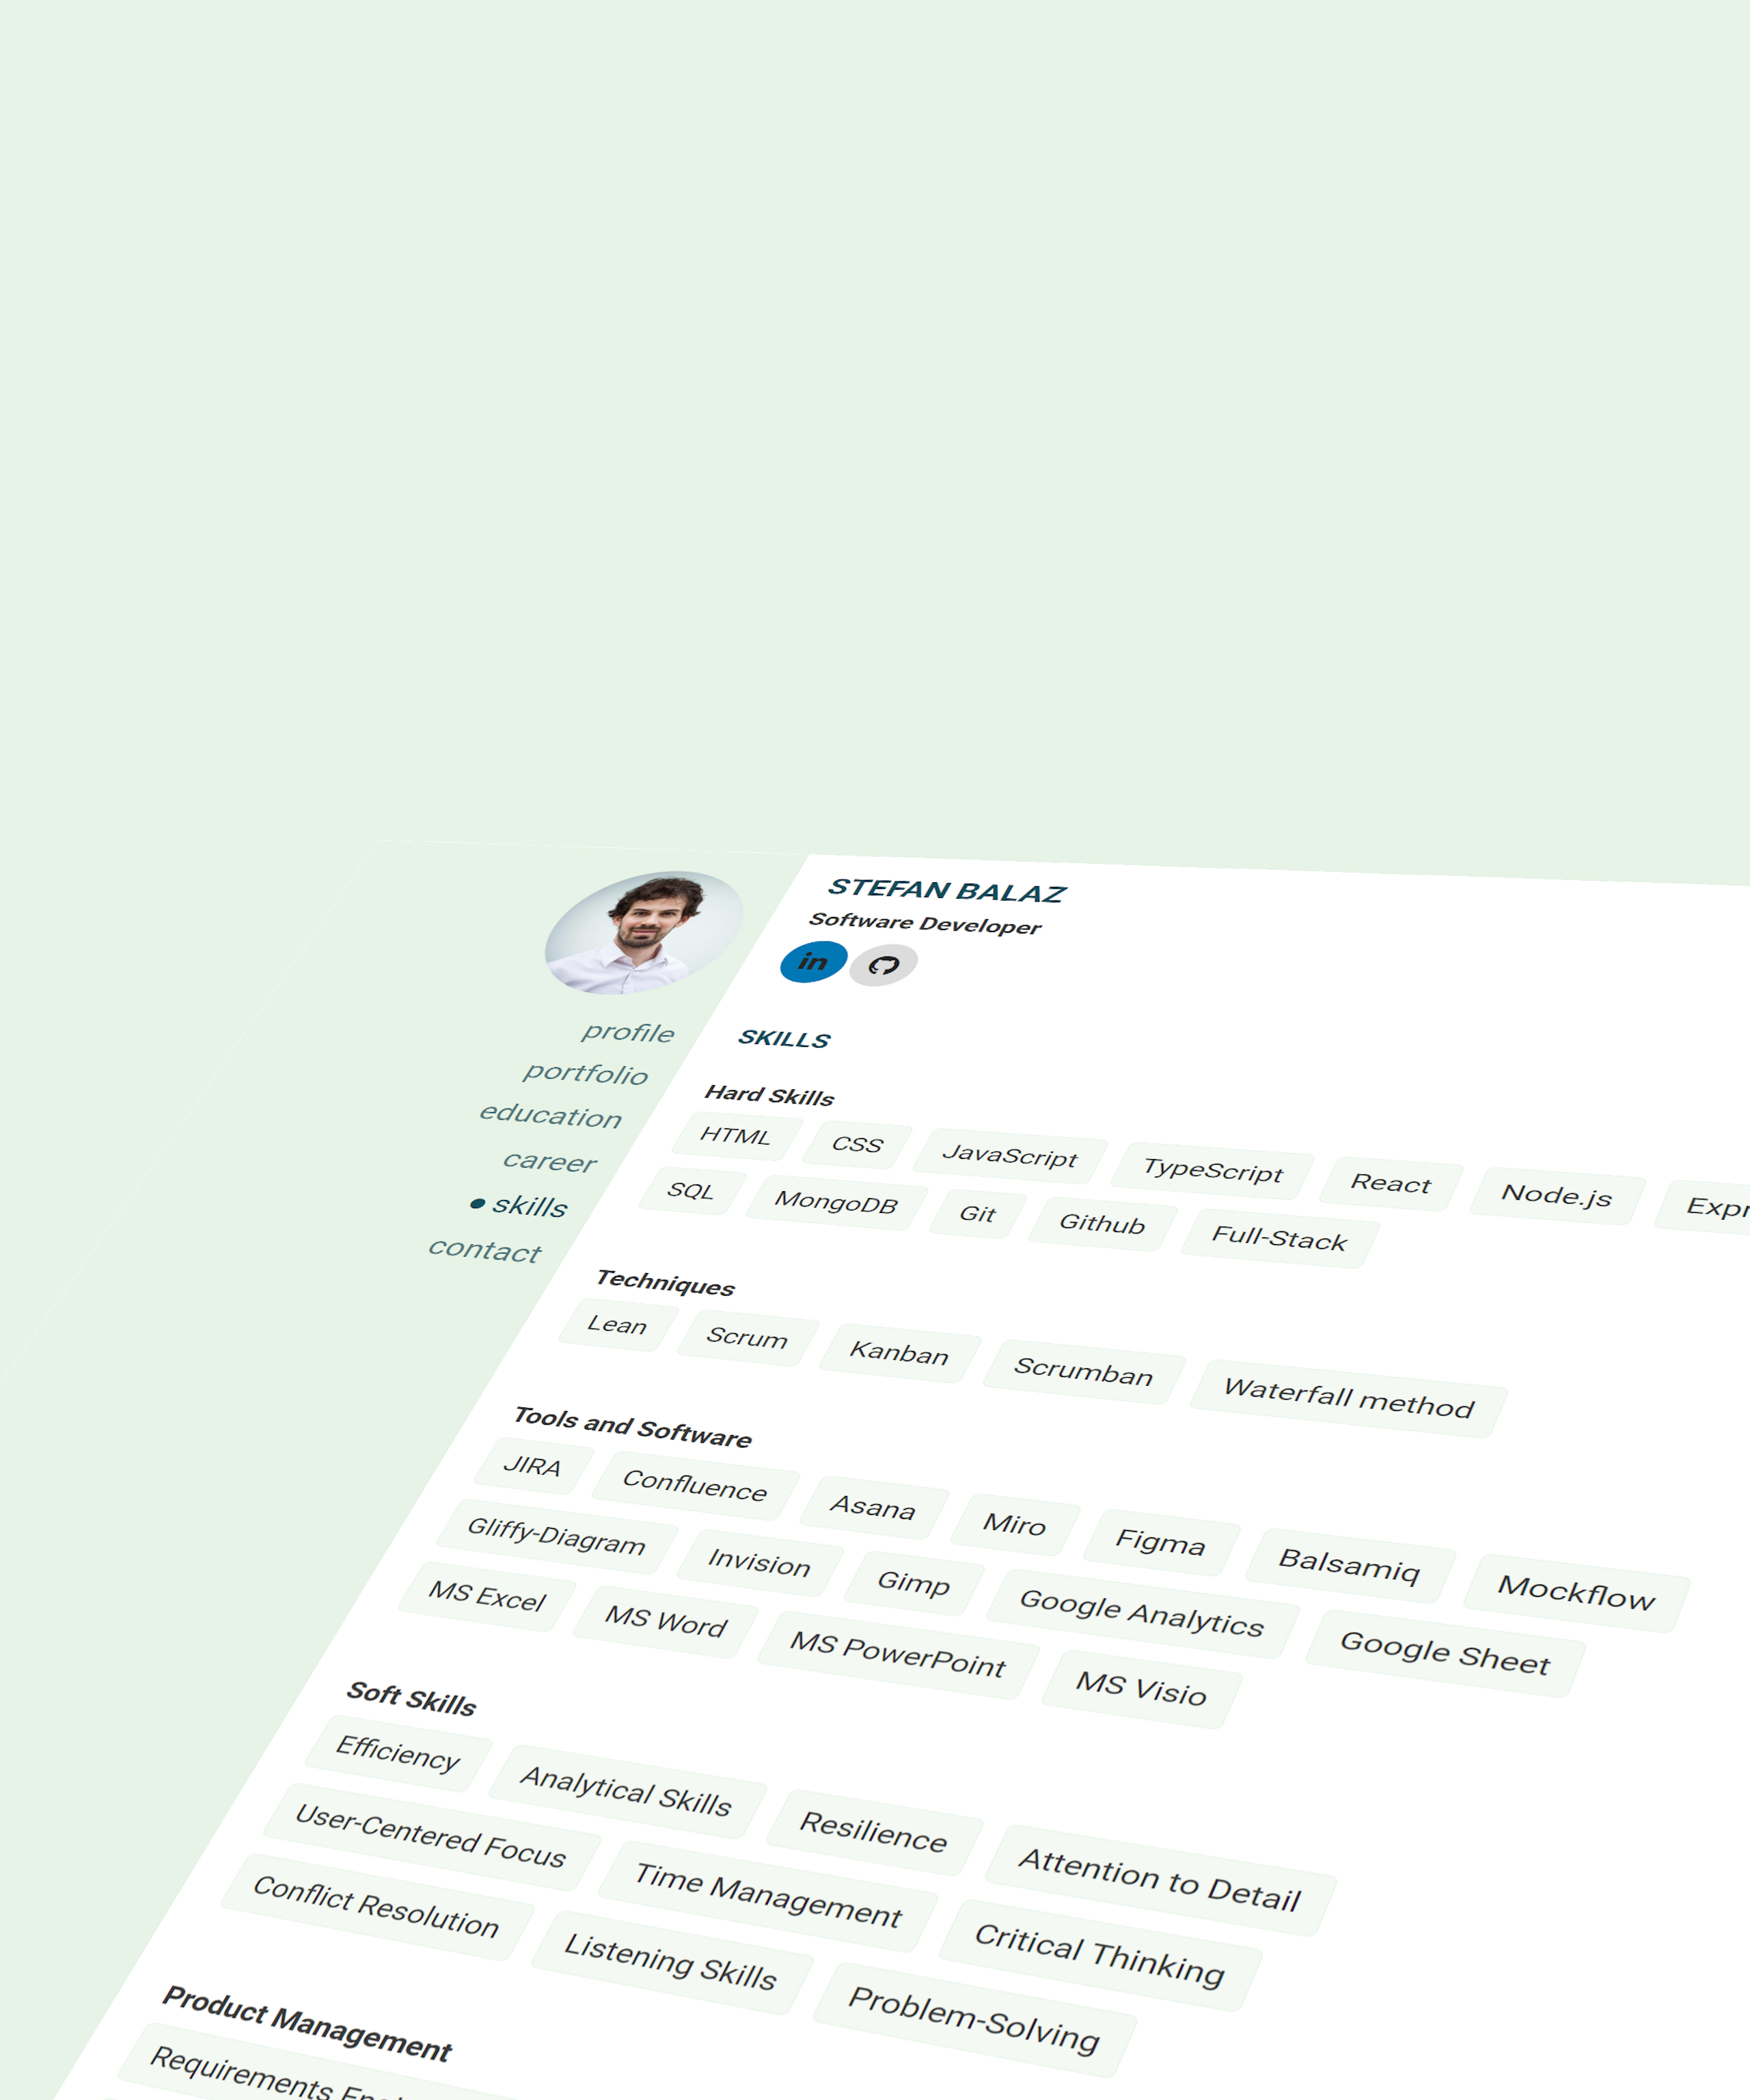 STEFAN BALAZ
Software Developer
in
profile
portfolio
education
career
skills
contact
SKILLS
Hard Skills
HTML CSS JavaScript TypeScript React Node.js
SQL MongoDB Git Github Full-Stack
Techniques
Lean Scrum Kanban Scrumban Waterfall method
Tools and Software
JIRA Confluence Asana Miro Figma Balsamiq Mockflow
Gliffy-Diagram Invision Gimp Google Analytics Google Sheet
MS Excel MS Word MS PowerPoint MS Visio
Soft Skills
Efficiency Analytical Skills Resilience Attention to Detail
User-Centered Focus Time Management Critical Thinking
Conflict Resolution Listening Skills Problem-Solving
Product Management
Requirements